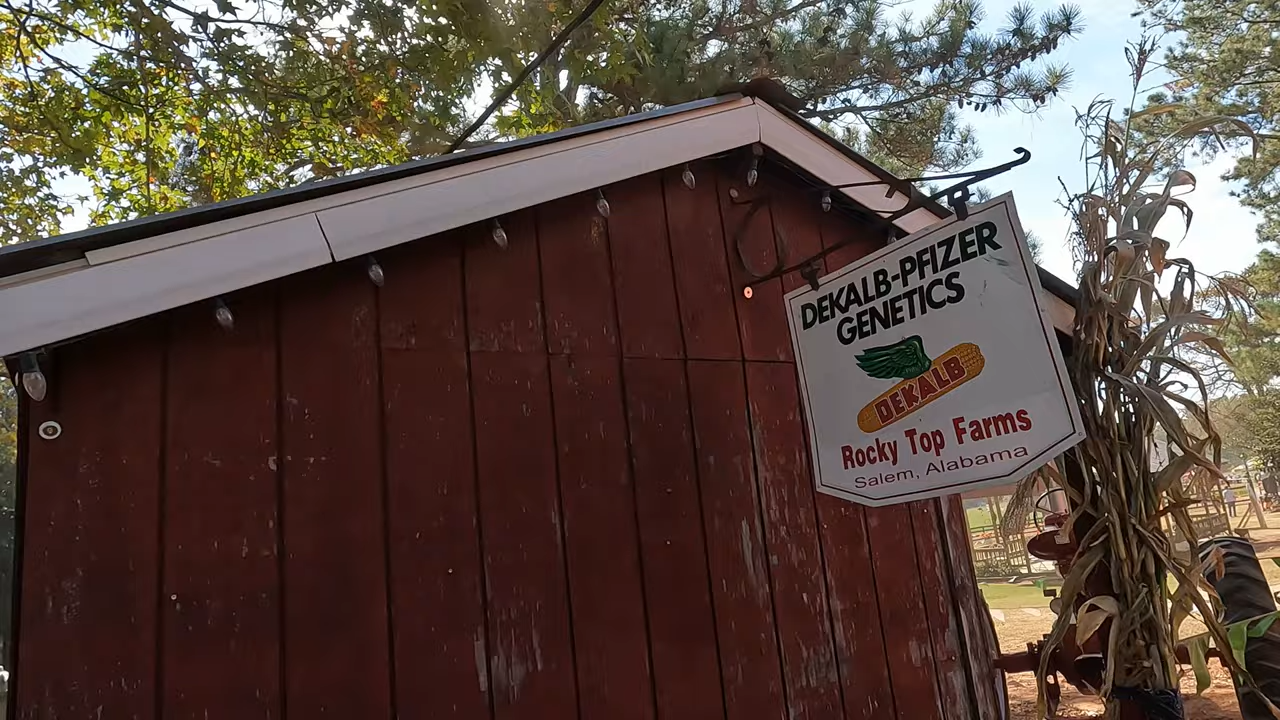 DEKALB-PFIZER
GENETICS
DEKALB
Rocky Top Farms
Salem, Alabama